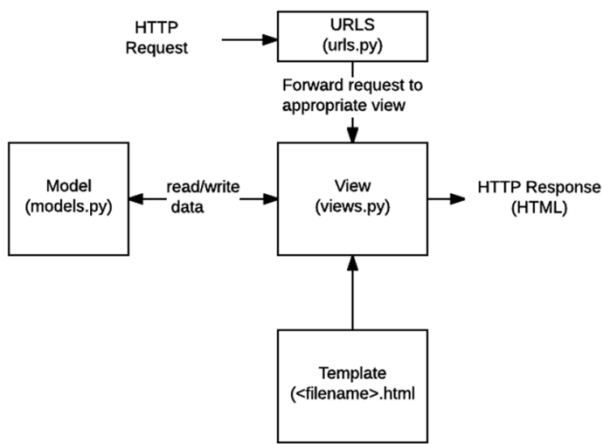 HTTP
Request
URLS
(urls.py)
Forward request to
appropriate view
Model
(models.py)
read/write
data
View
(views.py)
HTTP Response
(HTML)
Template
(<filename>.html